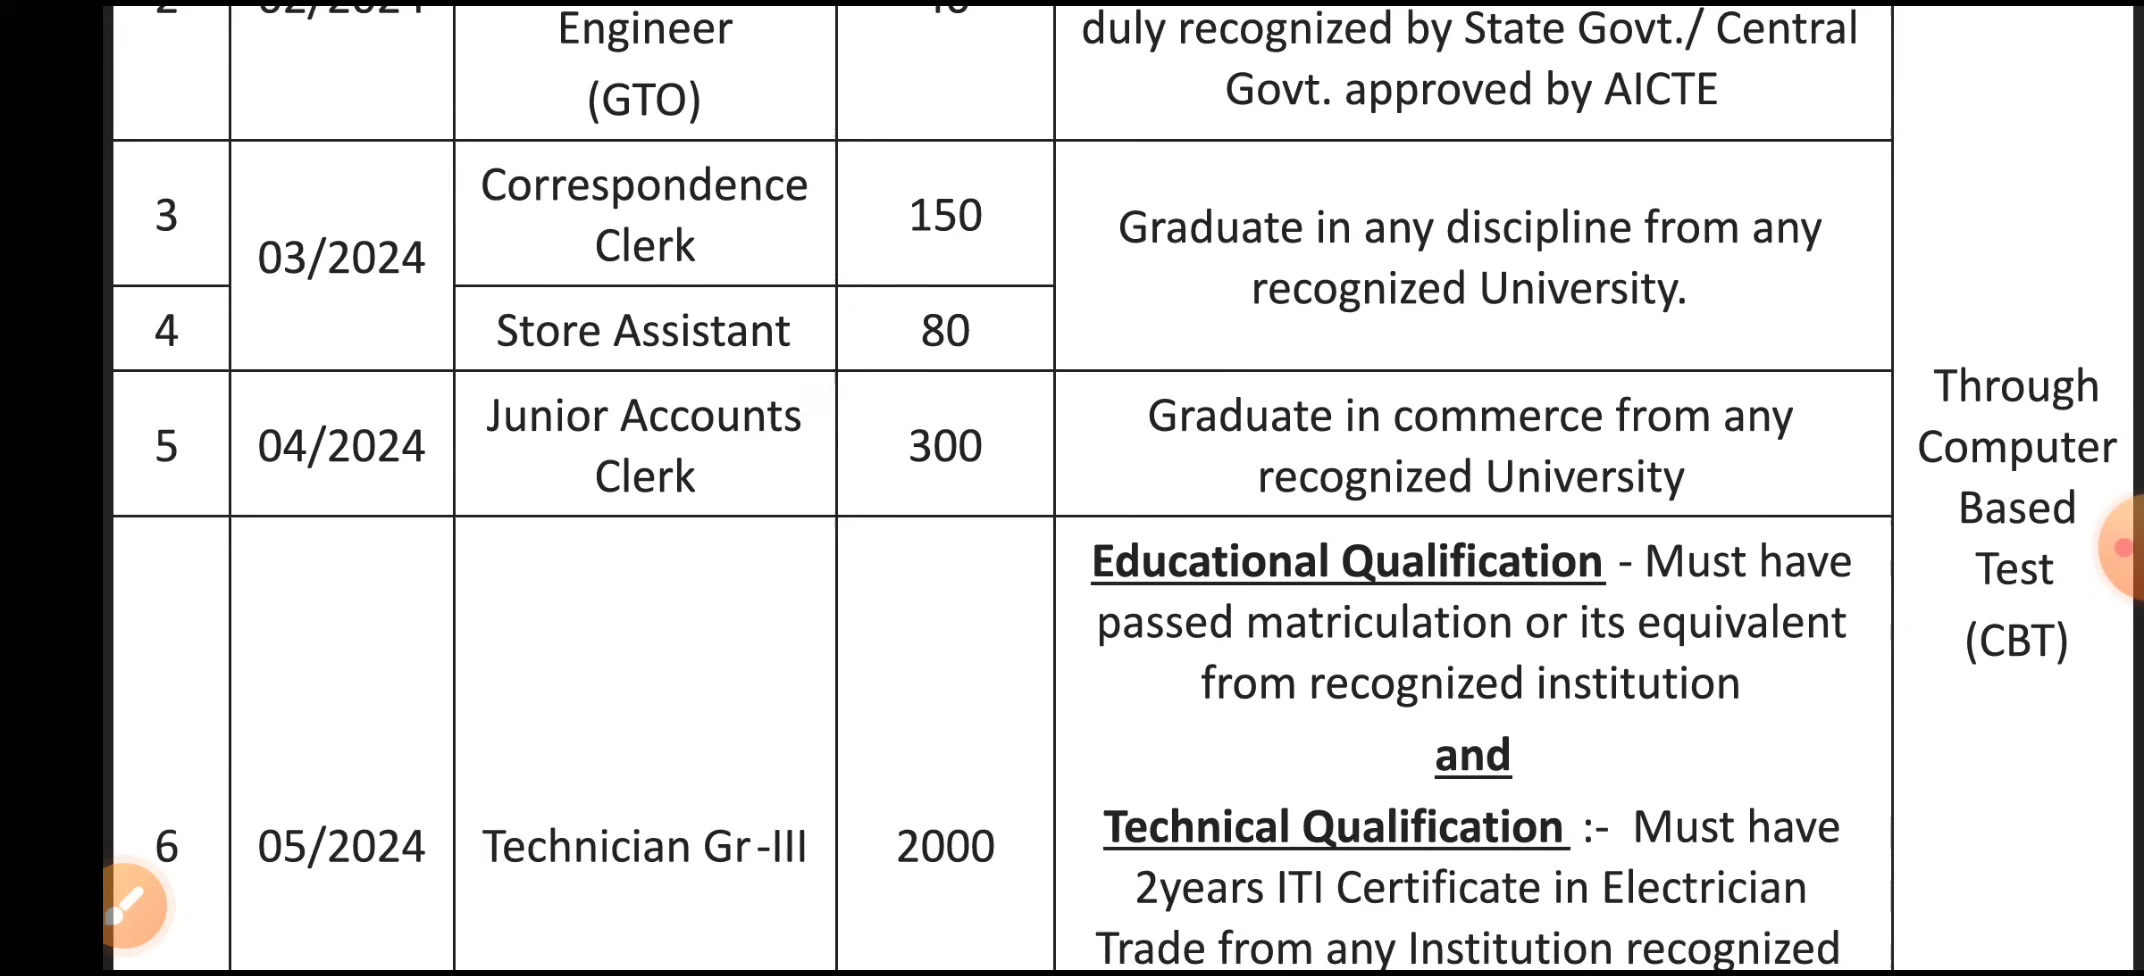 Engineer
(GTO)
duly recognized by State Govt./ Central
Govt. approved by AICTE
3
03/2024
Correspondence
Clerk
150
Graduate in any discipline from any
recognized University.
4
Store Assistant
80
5
04/2024
Junior Accounts
Clerk
300
Graduate in commerce from any
recognized University
6
05/2024
Technician Gr-III
2000
Educational Qualification - Must have
passed matriculation or its equivalent
from recognized institution
and
Technical Qualification :- Must have
2years ITI Certificate in Electrician
Trade from any Institution recognized
Through
Computer
Based
Test
(CBT)